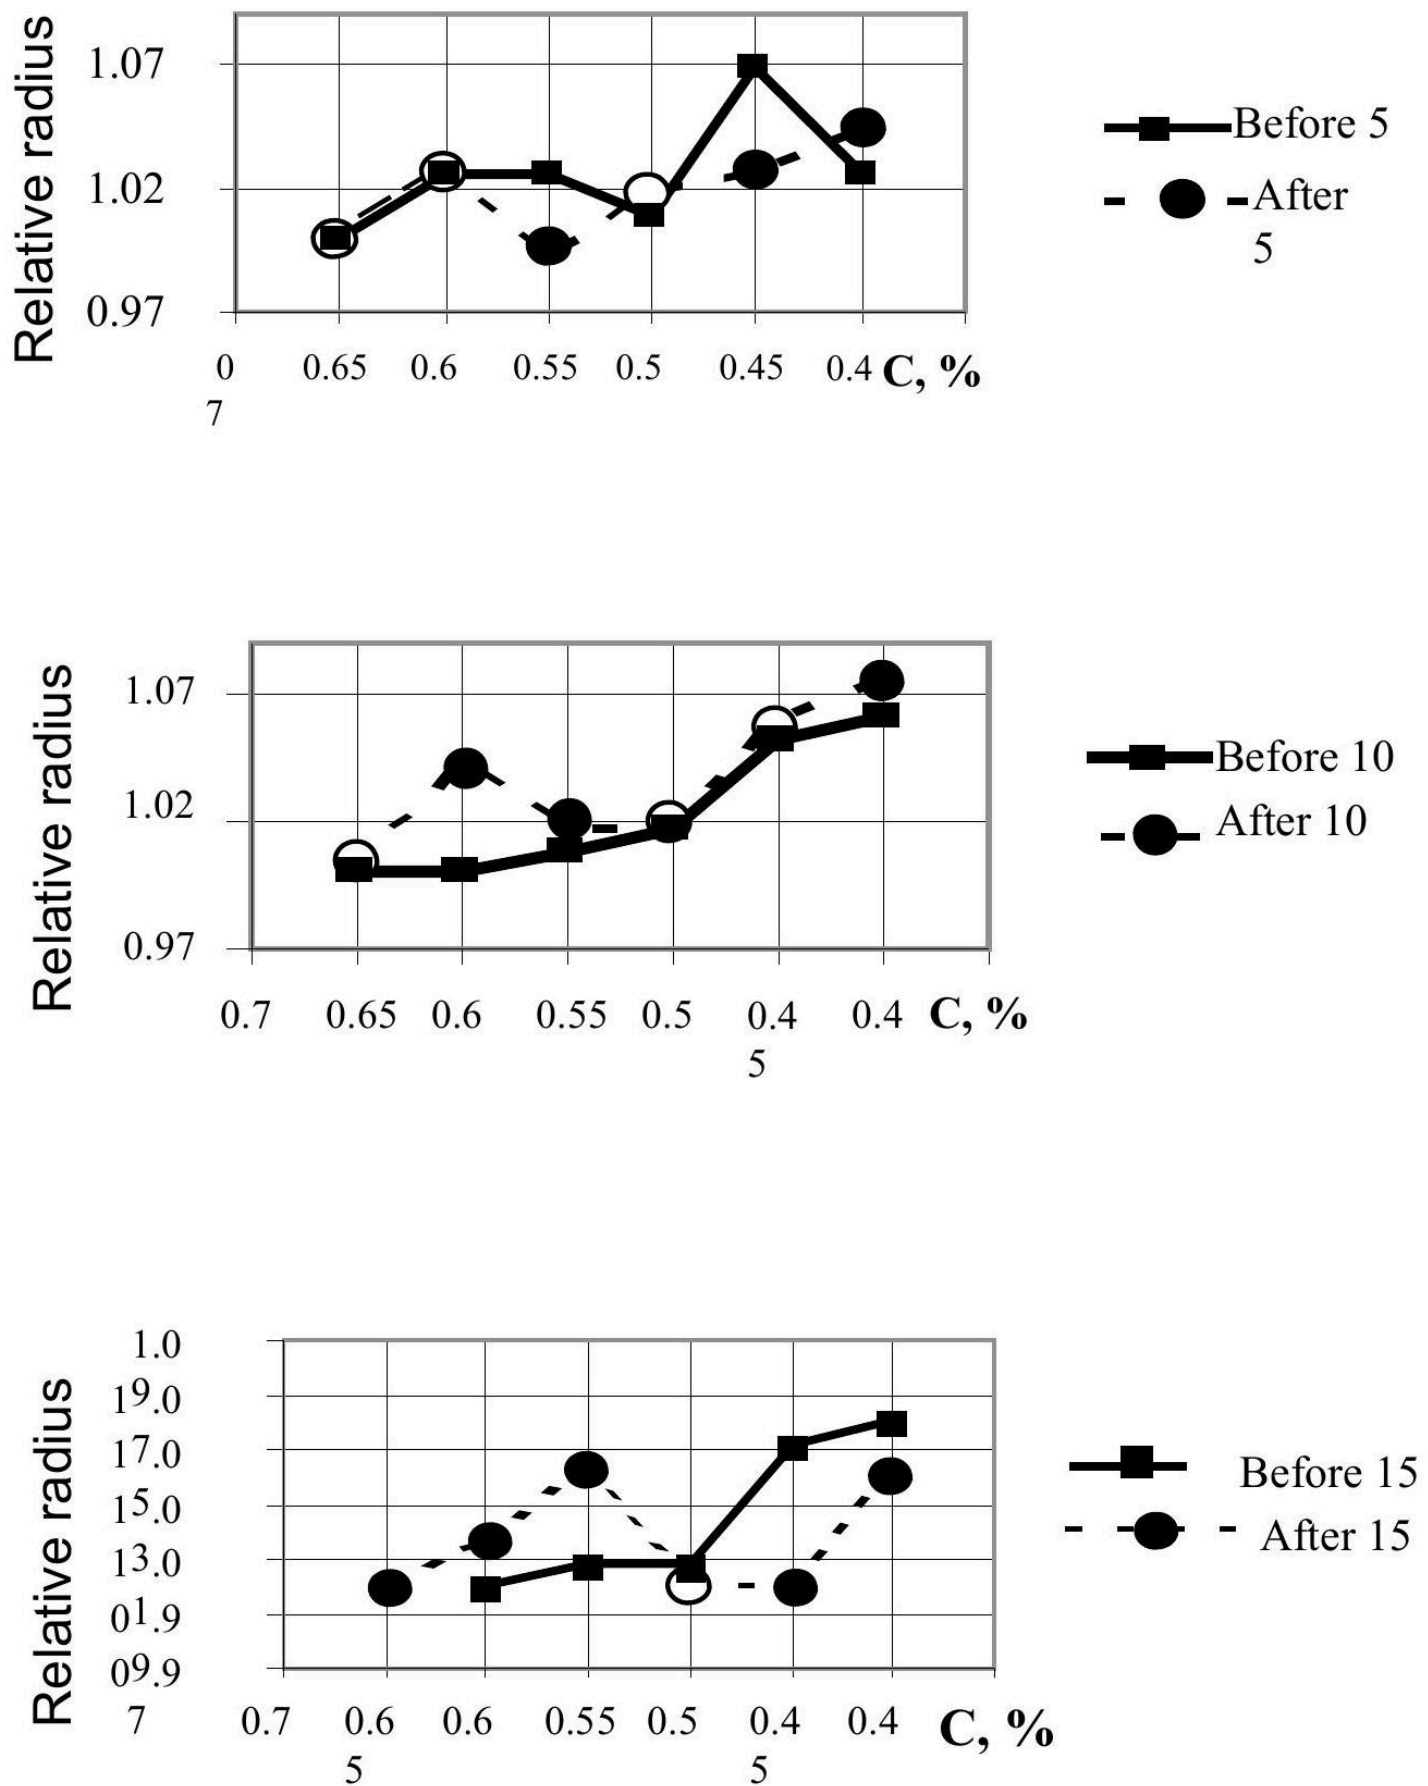 Relative radius
1.07
1.02
0.97
0 0.65 0.6 0.55 0.5 0.45 0.4 C, %
7
Before 5
After
5
Relative radius
1.07
1.02
0.97
0.7 0.65 0.6 0.55 0.5 0.4 0.4 C, %
5
Before 10
After 10
Relative radius
1.0
19.0
17.0
15.0
13.0
01.9
09.9
7 0.7 0.6 0.6 0.55 0.5 0.4 0.4 C, %
5 5
Before 15
After 15